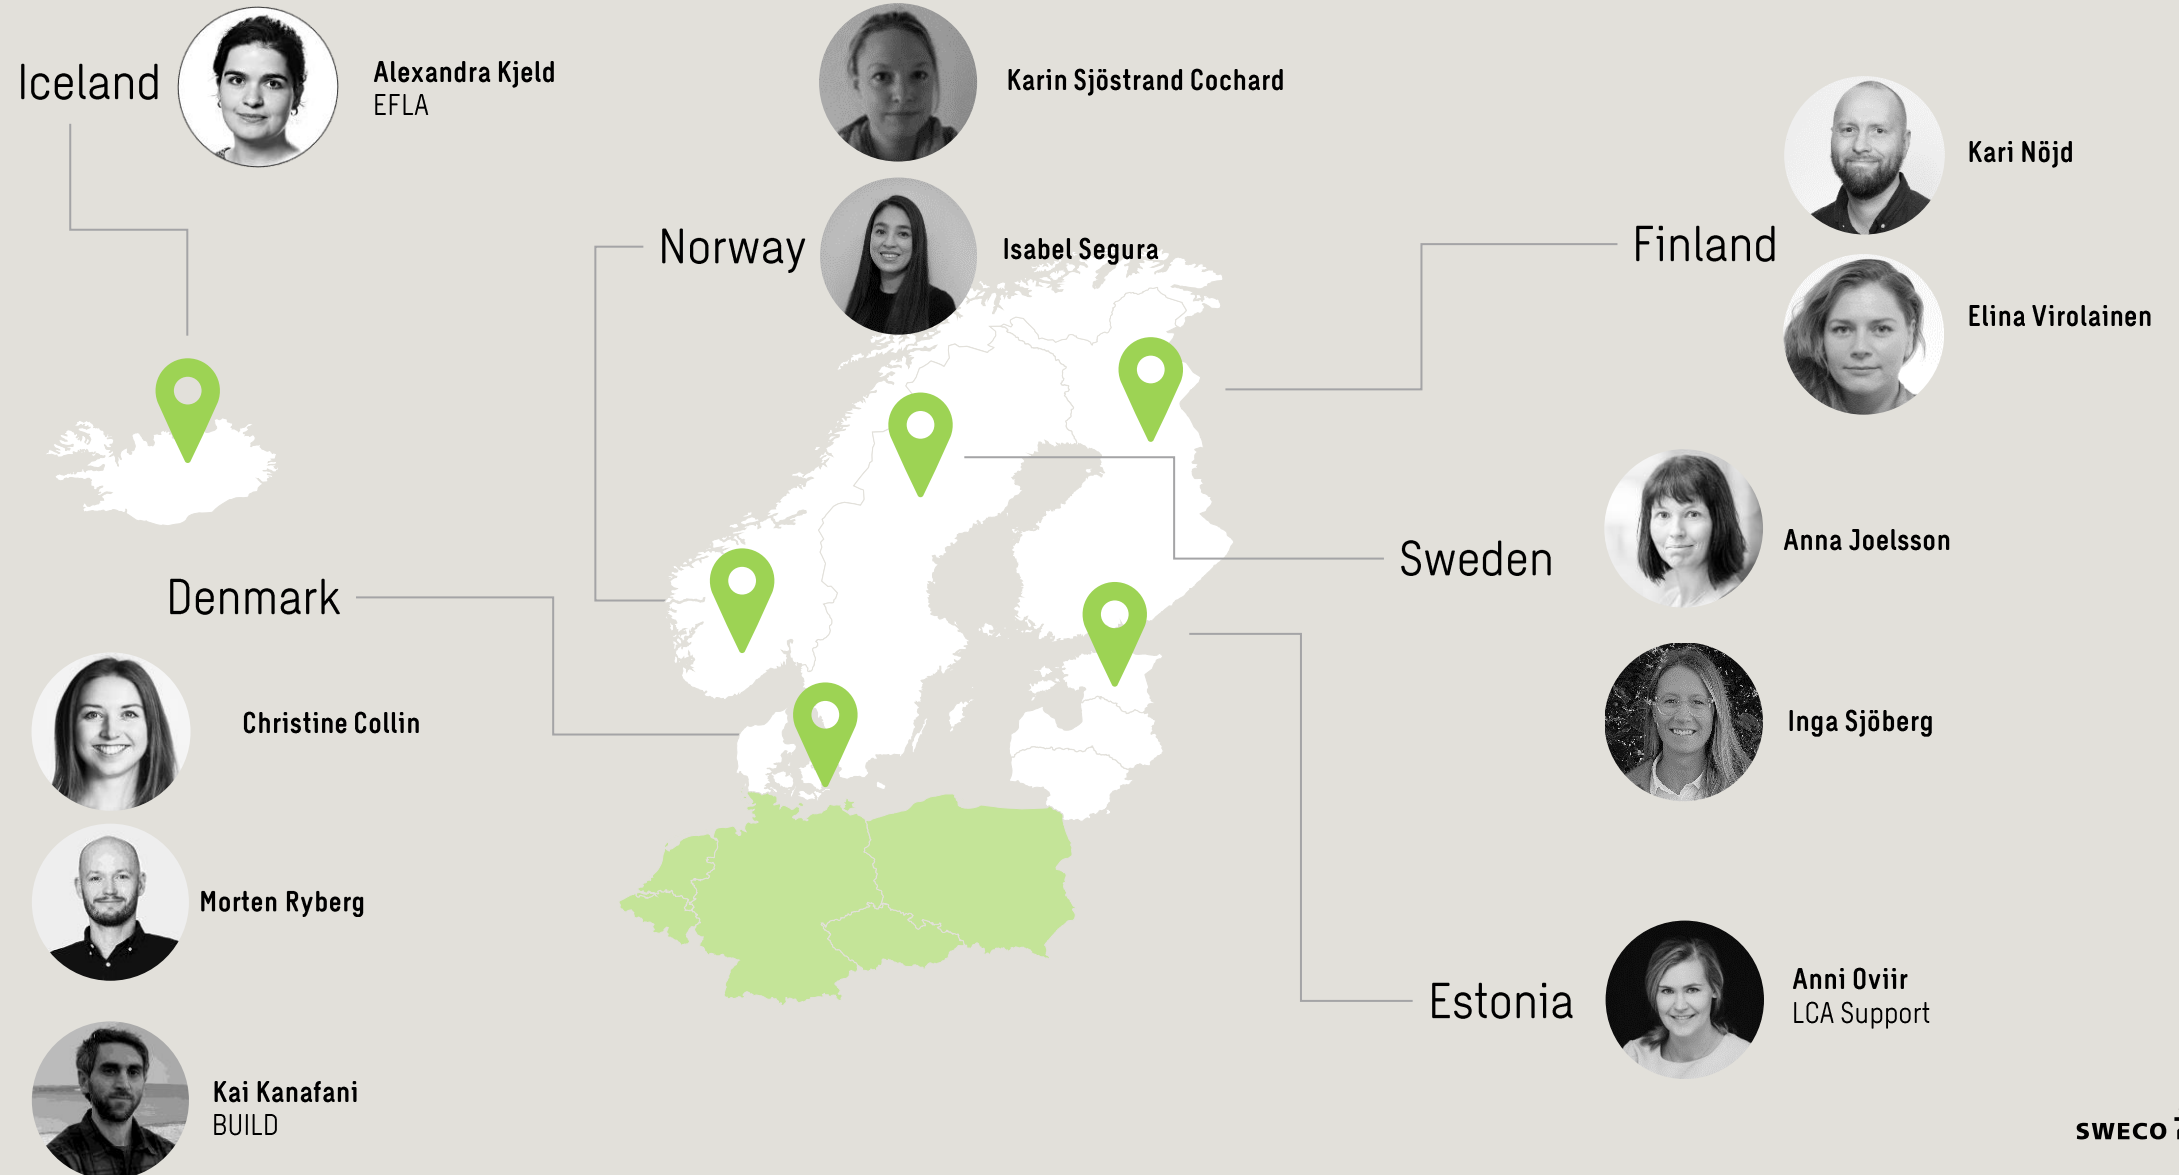 Iceland
Alexandra Kjeld
EFLA
Karin Sjöstrand Cochard
Norway
Isabel Segura
Kari Nöjd
Finland
Elina Virolainen
Sweden
Anna Joelsson
Inga Sjöberg
Denmark
Christine Collin
Morten Ryberg
Kai Kanafani
BUILD
Estonia
Anni Oviir
LCA Support
SWECO